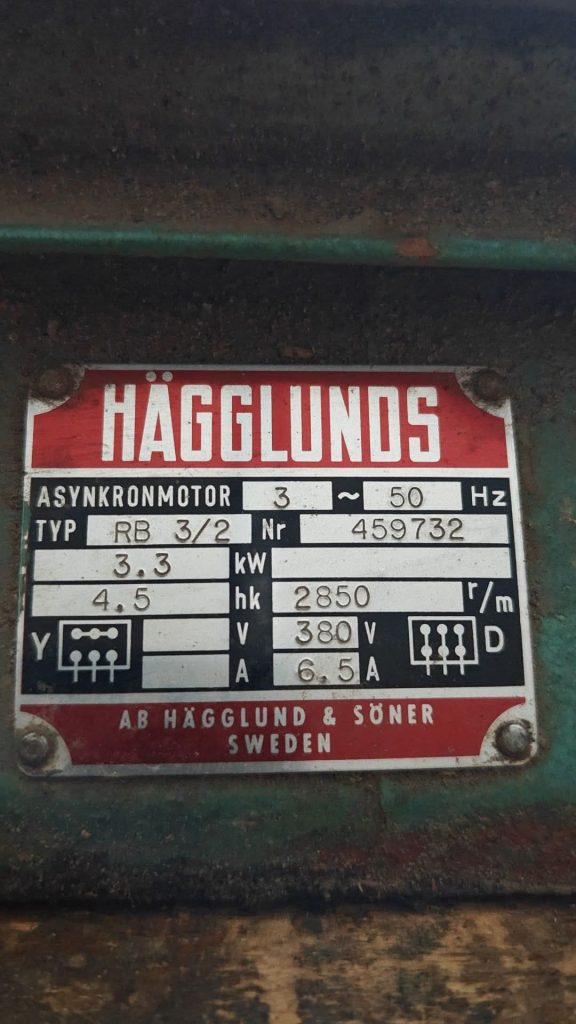 HÄGGLUNDS
ASYNKRONMOTOR 3 ~ 50 Hz
TYP RB 3/2 Nr 459732
3.3 kW
4.5 hk 2850 r/m
Y V 380 V D
A 6.5 A
AB HÄGGLUND & SÖNER
SWEDEN